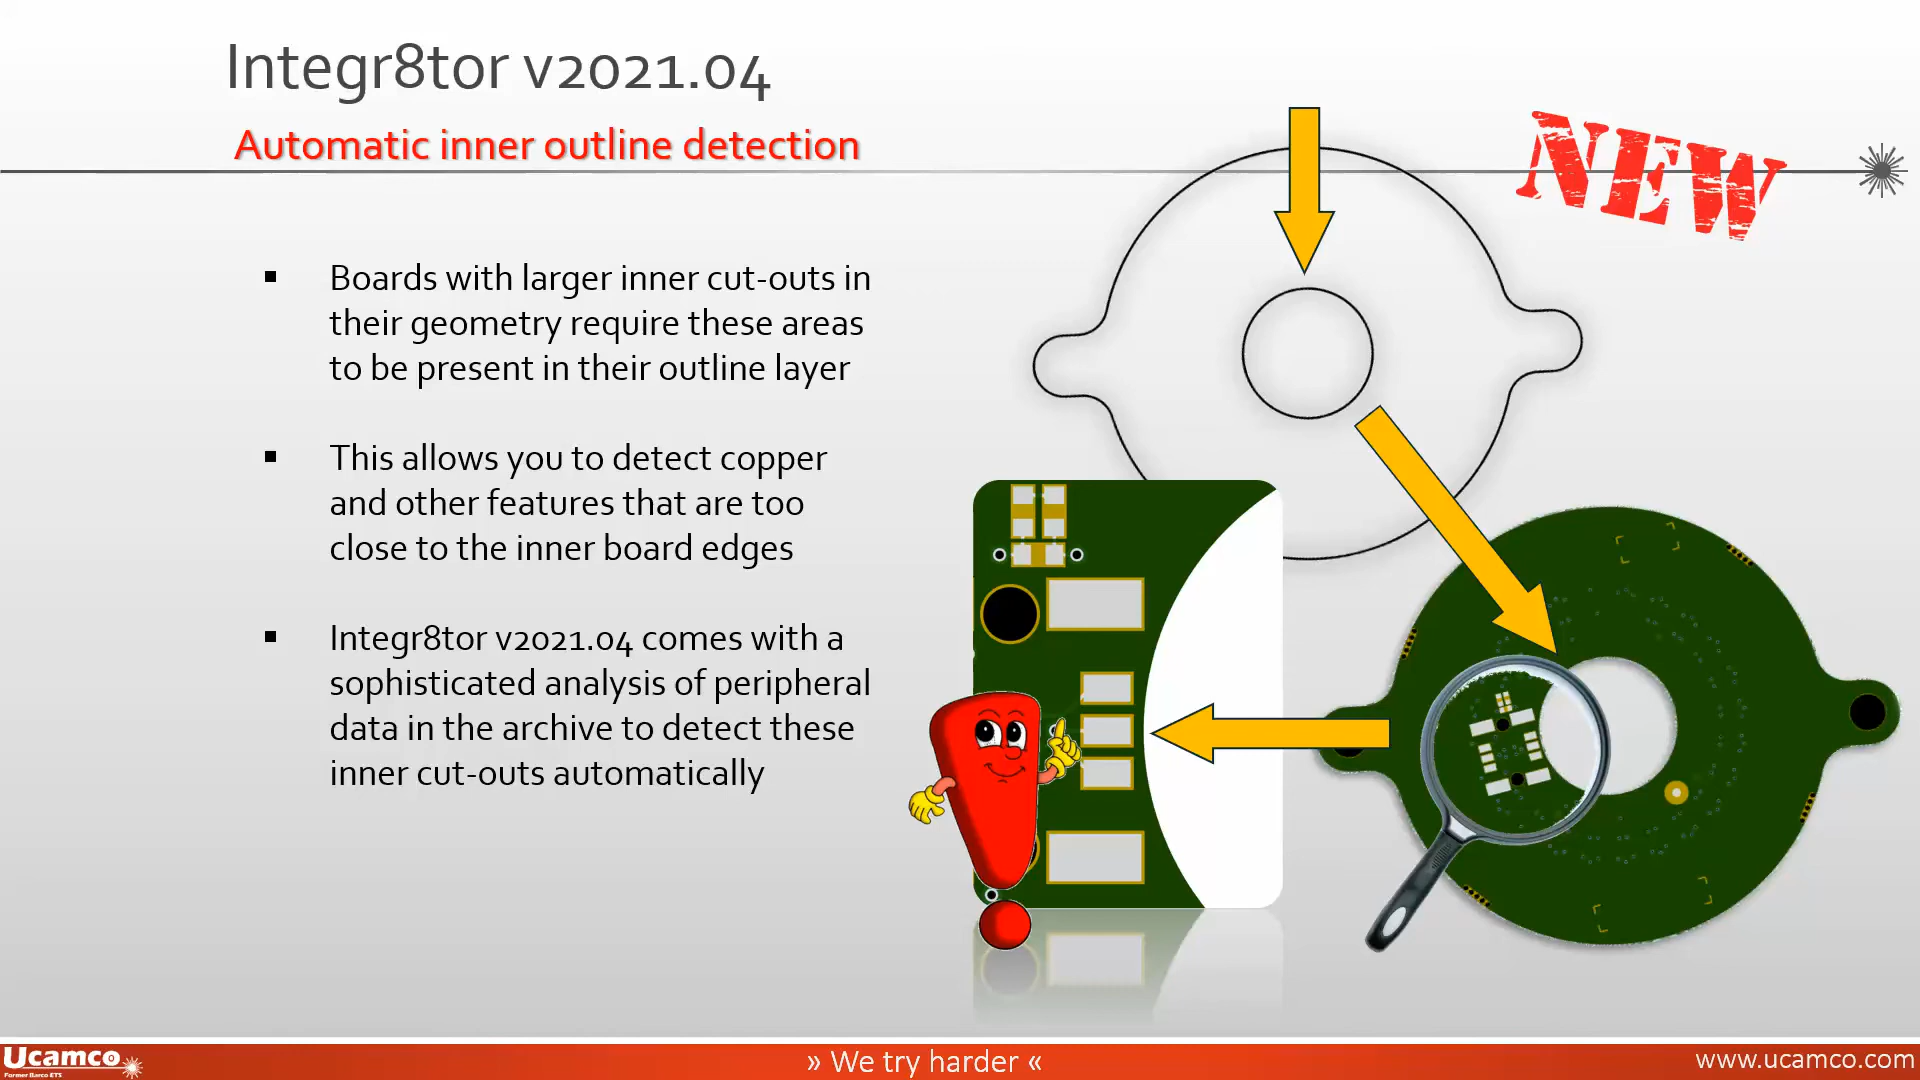 Integr8tor v2021.04
Automatic inner outline detection
NEW
▪ Boards with larger inner cut-outs in
their geometry require these areas
to be present in their outline layer
▪ This allows you to detect copper
and other features that are too
close to the inner board edges
▪ Integr8tor v2021.04 comes with a
sophisticated analysis of peripheral
data in the archive to detect these
inner cut-outs automatically
Ucamco
Former Barco ETS
» We try harder «
www.ucamco.com